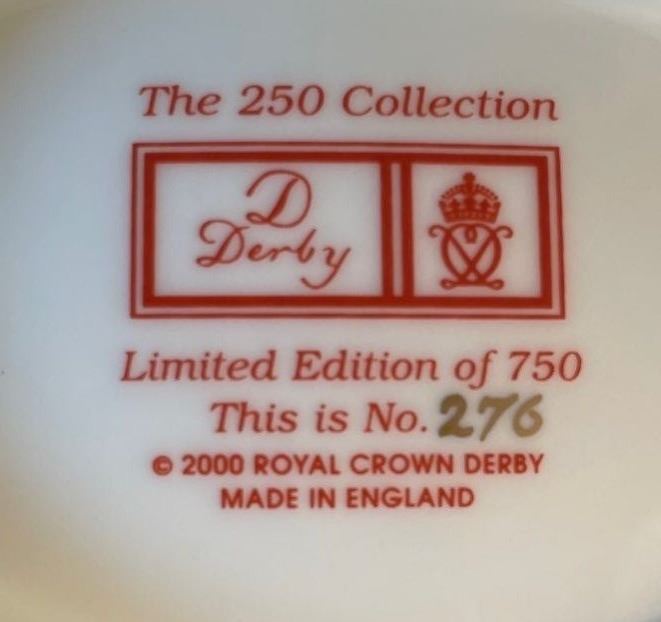 The 250 Collection
D
Derby
Limited Edition of 750
This is No. 276
© 2000 ROYAL CROWN DERBY
MADE IN ENGLAND